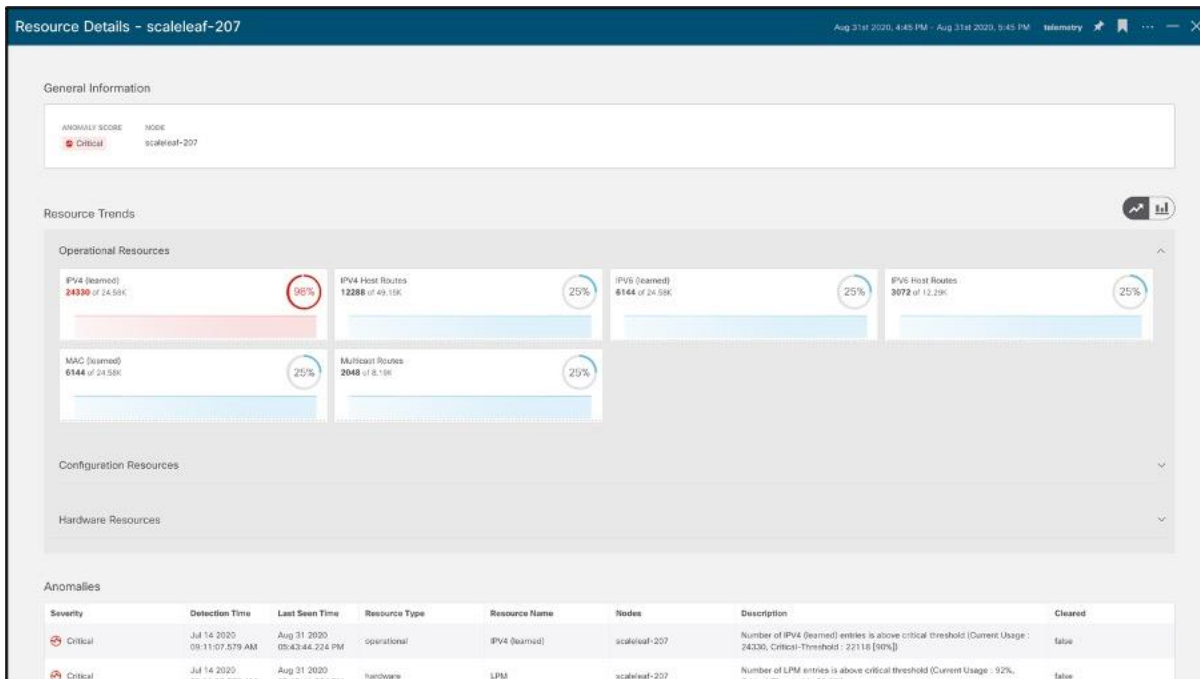 Resource Details - scaleleaf-207
Aug 31st 2020, 4:45 PM - Aug 31st 2020, 5:45 PM telemetry
General Information
ANOMALY SCORE NODE
Critical scaleleaf-207
Resource Trends
Operational Resources
IPV4 (learned)
24330 of 24.58K
98%
IPV4 Host Routes
12288 of 49.15K
25%
IPV6 (learned)
6144 of 24.58K
25%
IPV6 Host Routes
3072 of 12.29K
25%
MAC (learned)
6144 of 24.58K
25%
Multicast Routes
2048 of 8.19K
25%
Configuration Resources
Hardware Resources
Anomalies
Severity Detection Time Last Seen Time Resource Type Resource Name Nodes Description Cleared
Critical Jul 14 2020 09:11:07.579 AM Aug 31 2020 05:43:44.224 PM operational IPV4 (learned) scaleleaf-207 Number of IPV4 (learned) entries is above critical threshold (Current Usage : 24330, Critical-Threshold : 22118 [90%]) false
Critical Jul 14 2020 Aug 31 2020 hardware LPM scaleleaf-207 Number of LPM entries is above critical threshold (Current Usage : 92%, false